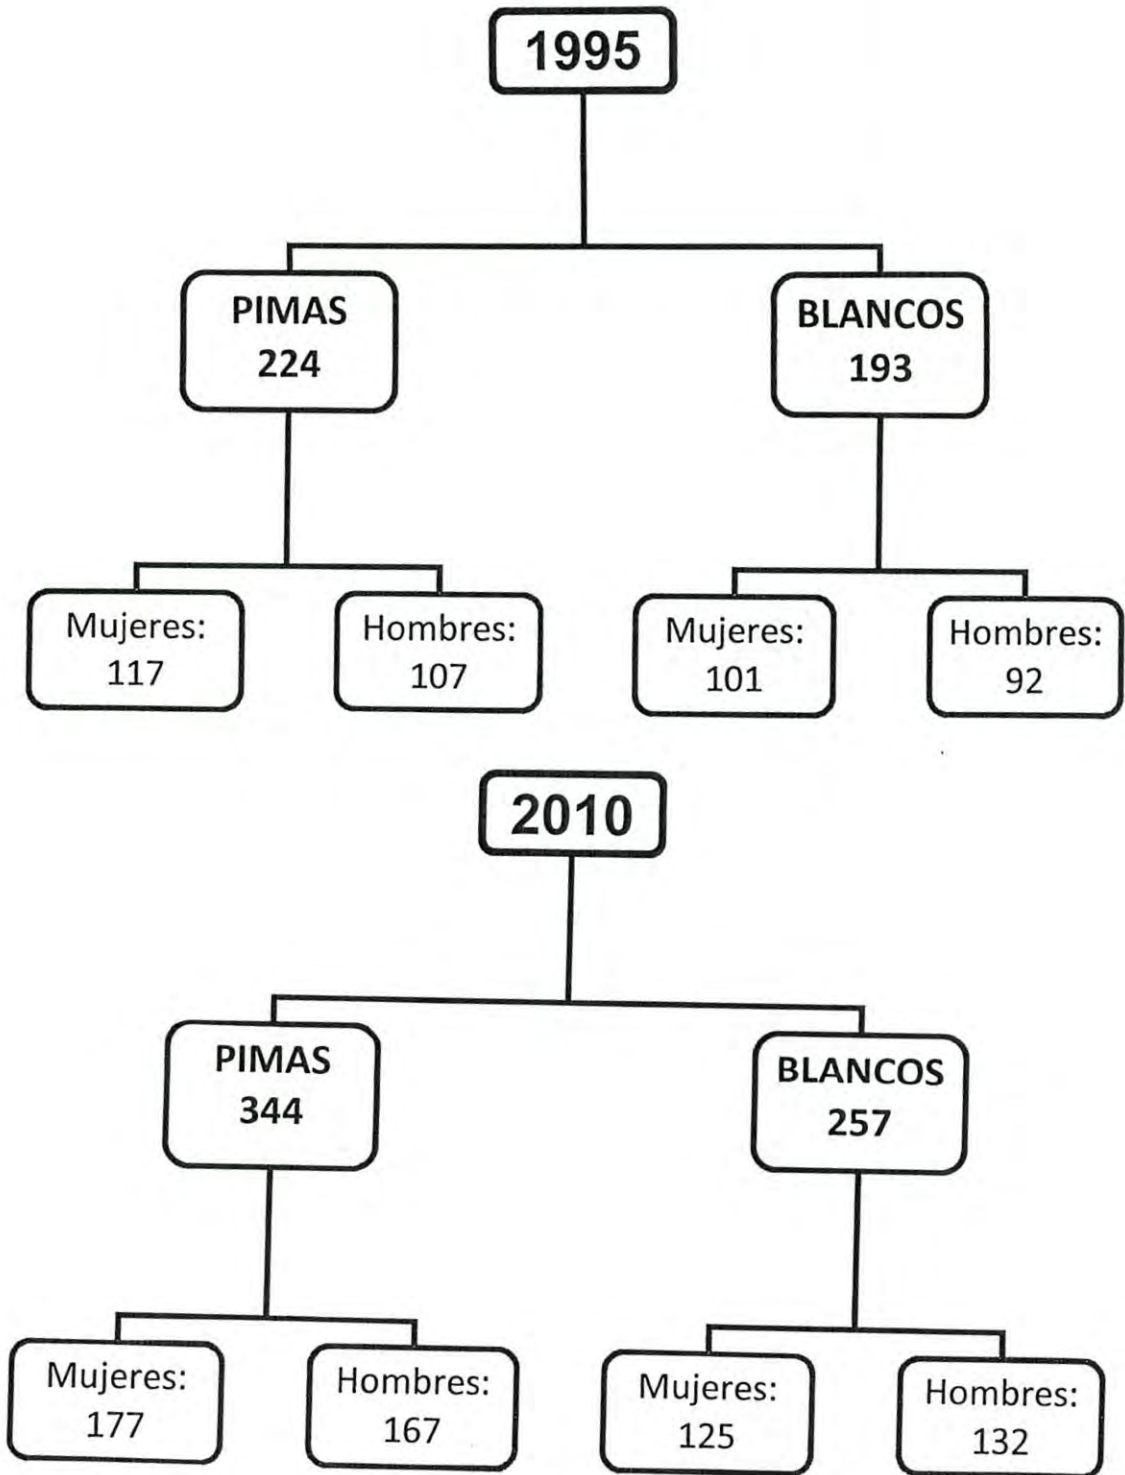 1995
PIMAS
224
BLANCOS
193
Mujeres:
117
Hombres:
107
Mujeres:
101
Hombres:
92
2010
PIMAS
344
BLANCOS
257
Mujeres:
177
Hombres:
167
Mujeres:
125
Hombres:
132